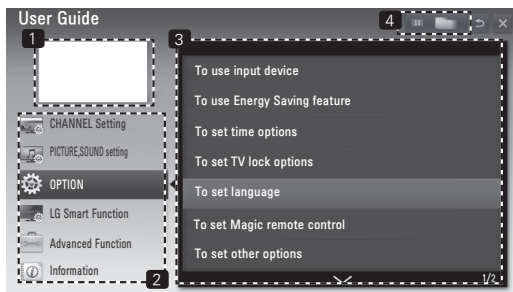 User Guide
4
1
3
To use input device
To use Energy Saving feature
To set time options
To set TV lock options
To set language
To set Magic remote control
To set other options
1/2
CHANNEL Setting
PICTURE,SOUND setting
OPTION
LG Smart Function
Advanced Function
Information
2